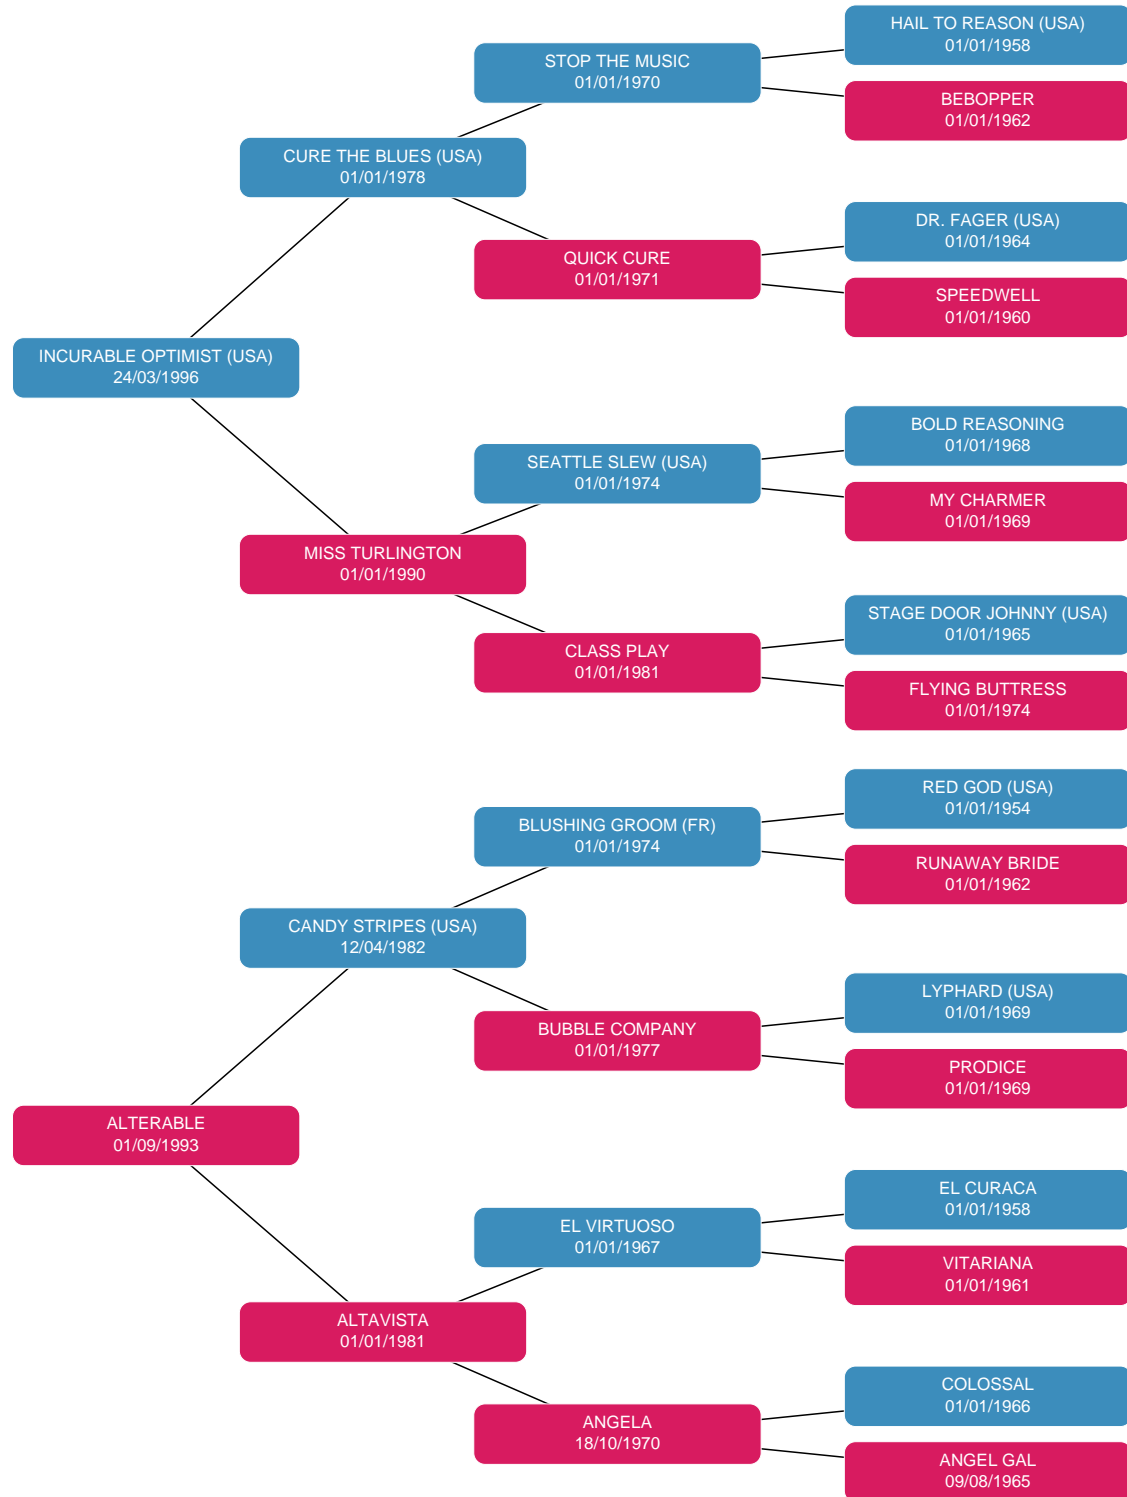 HAIL TO REASON (USA)
01/01/1958
STOP THE MUSIC
01/01/1970
BEBOPPER
01/01/1962
CURE THE BLUES (USA)
01/01/1978
DR. FAGER (USA)
01/01/1964
QUICK CURE
01/01/1971
SPEEDWELL
01/01/1960
INCURABLE OPTIMIST (USA)
24/03/1996
BOLD REASONING
01/01/1968
SEATTLE SLEW (USA)
01/01/1974
MY CHARMER
01/01/1969
MISS TURLINGTON
01/01/1990
STAGE DOOR JOHNNY (USA)
01/01/1965
CLASS PLAY
01/01/1981
FLYING BUTTRESS
01/01/1974
RED GOD (USA)
01/01/1954
BLUSHING GROOM (FR)
01/01/1974
RUNAWAY BRIDE
01/01/1962
CANDY STRIPES (USA)
12/04/1982
LYPHARD (USA)
01/01/1969
BUBBLE COMPANY
01/01/1977
PRODICE
01/01/1969
ALTERABLE
01/09/1993
EL CURACA
01/01/1958
EL VIRTUOSO
01/01/1967
VITARIANA
01/01/1961
ALTAVISTA
01/01/1981
COLOSSAL
01/01/1966
ANGELA
18/10/1970
ANGEL GAL
09/08/1965